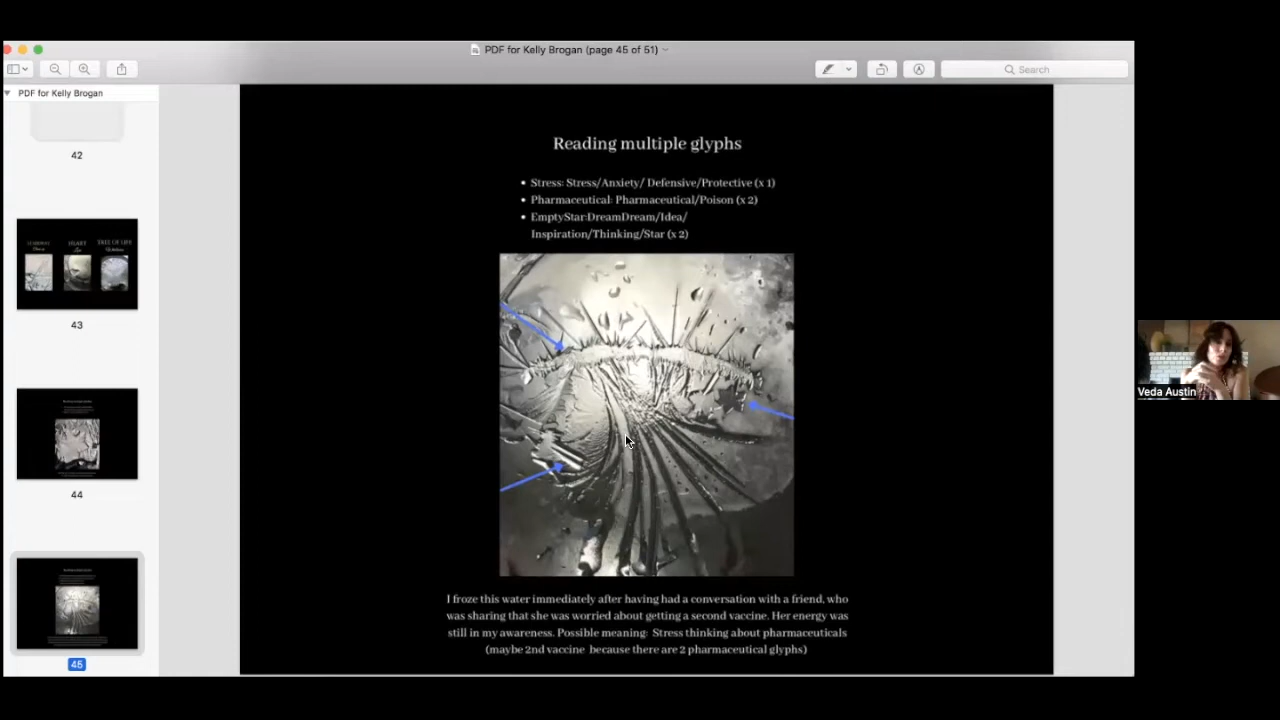 PDF for Kelly Brogan (page 45 of 51)
Search
PDF for Kelly Brogan
42
43
44
45
Reading multiple glyphs
Stress: Stress/Anxiety/ Defensive/Protective (x 1)
Pharmaceutical: Pharmaceutical/Poison (x 2)
EmptyStar:DreamDream/Idea/
Inspiration/Thinking/Star (x 2)
I froze this water immediately after having had a conversation with a friend, who
was sharing that she was worried about getting a second vaccine. Her energy was
still in my awareness. Possible meaning: Stress thinking about pharmaceuticals
(maybe 2nd vaccine because there are 2 pharmaceutical glyphs)
Veda Austin